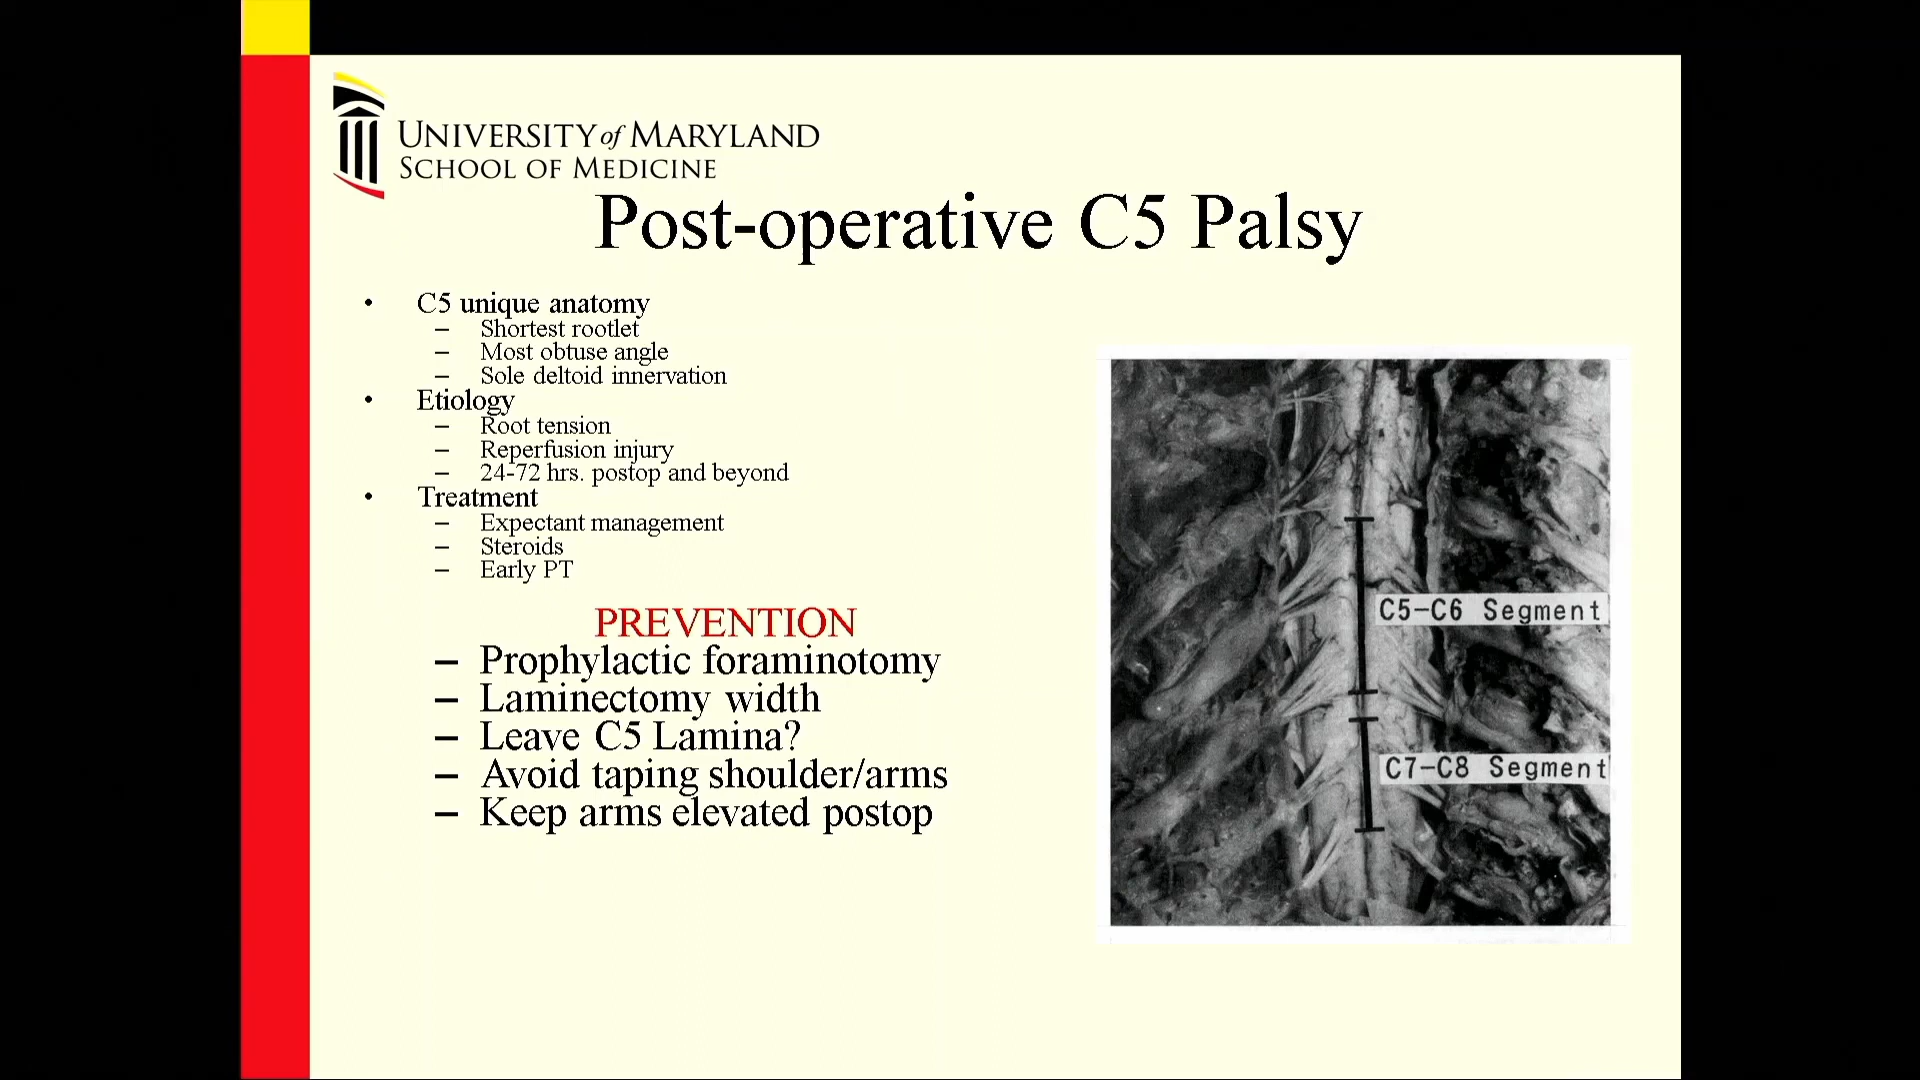 UNIVERSITY of MARYLAND
SCHOOL OF MEDICINE
Post-operative C5 Palsy
• C5 unique anatomy
– Shortest rootlet
– Most obtuse angle
– Sole deltoid innervation
• Etiology
– Root tension
– Reperfusion injury
– 24-72 hrs. postop and beyond
• Treatment
– Expectant management
– Steroids
– Early PT
PREVENTION
– Prophylactic foraminotomy
– Laminectomy width
– Leave C5 Lamina?
– Avoid taping shoulder/arms
– Keep arms elevated postop
C5-C6 Segment
C7-C8 Segment